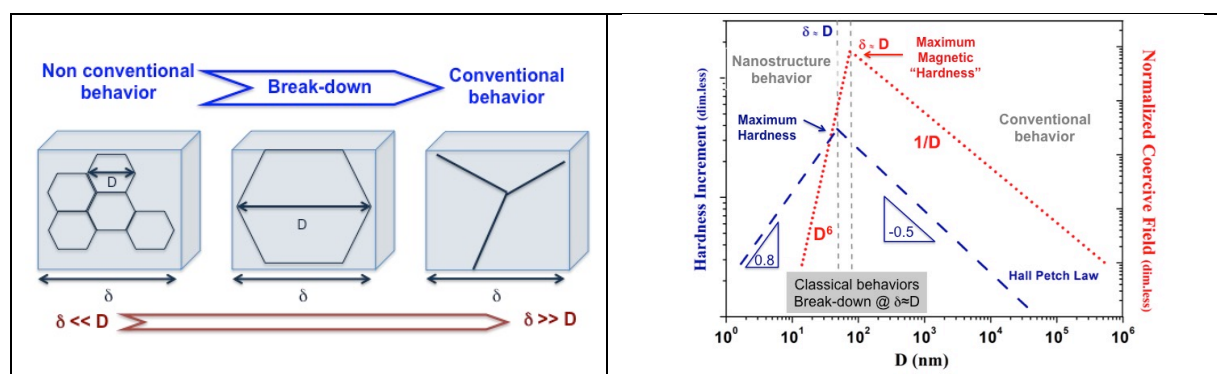 Non conventional
behavior
Break-down
Conventional
behavior
D
D
δ
δ
δ
δ << D
δ >> D
δ ≈ D
δ ≈ D
Maximum
Magnetic
“Hardness”
Nanostructure
behavior
Maximum
Hardness
1/D
Conventional
behavior
D⁶
0.8
-0.5
Hall Petch Law
Classical behaviors
Break-down @ δ≈D
Hardness Increment (dim.less)
Normalized Coercive Field (dim.less)
10⁰ 10¹ 10² 10³ 10⁴ 10⁵ 10⁶
D (nm)